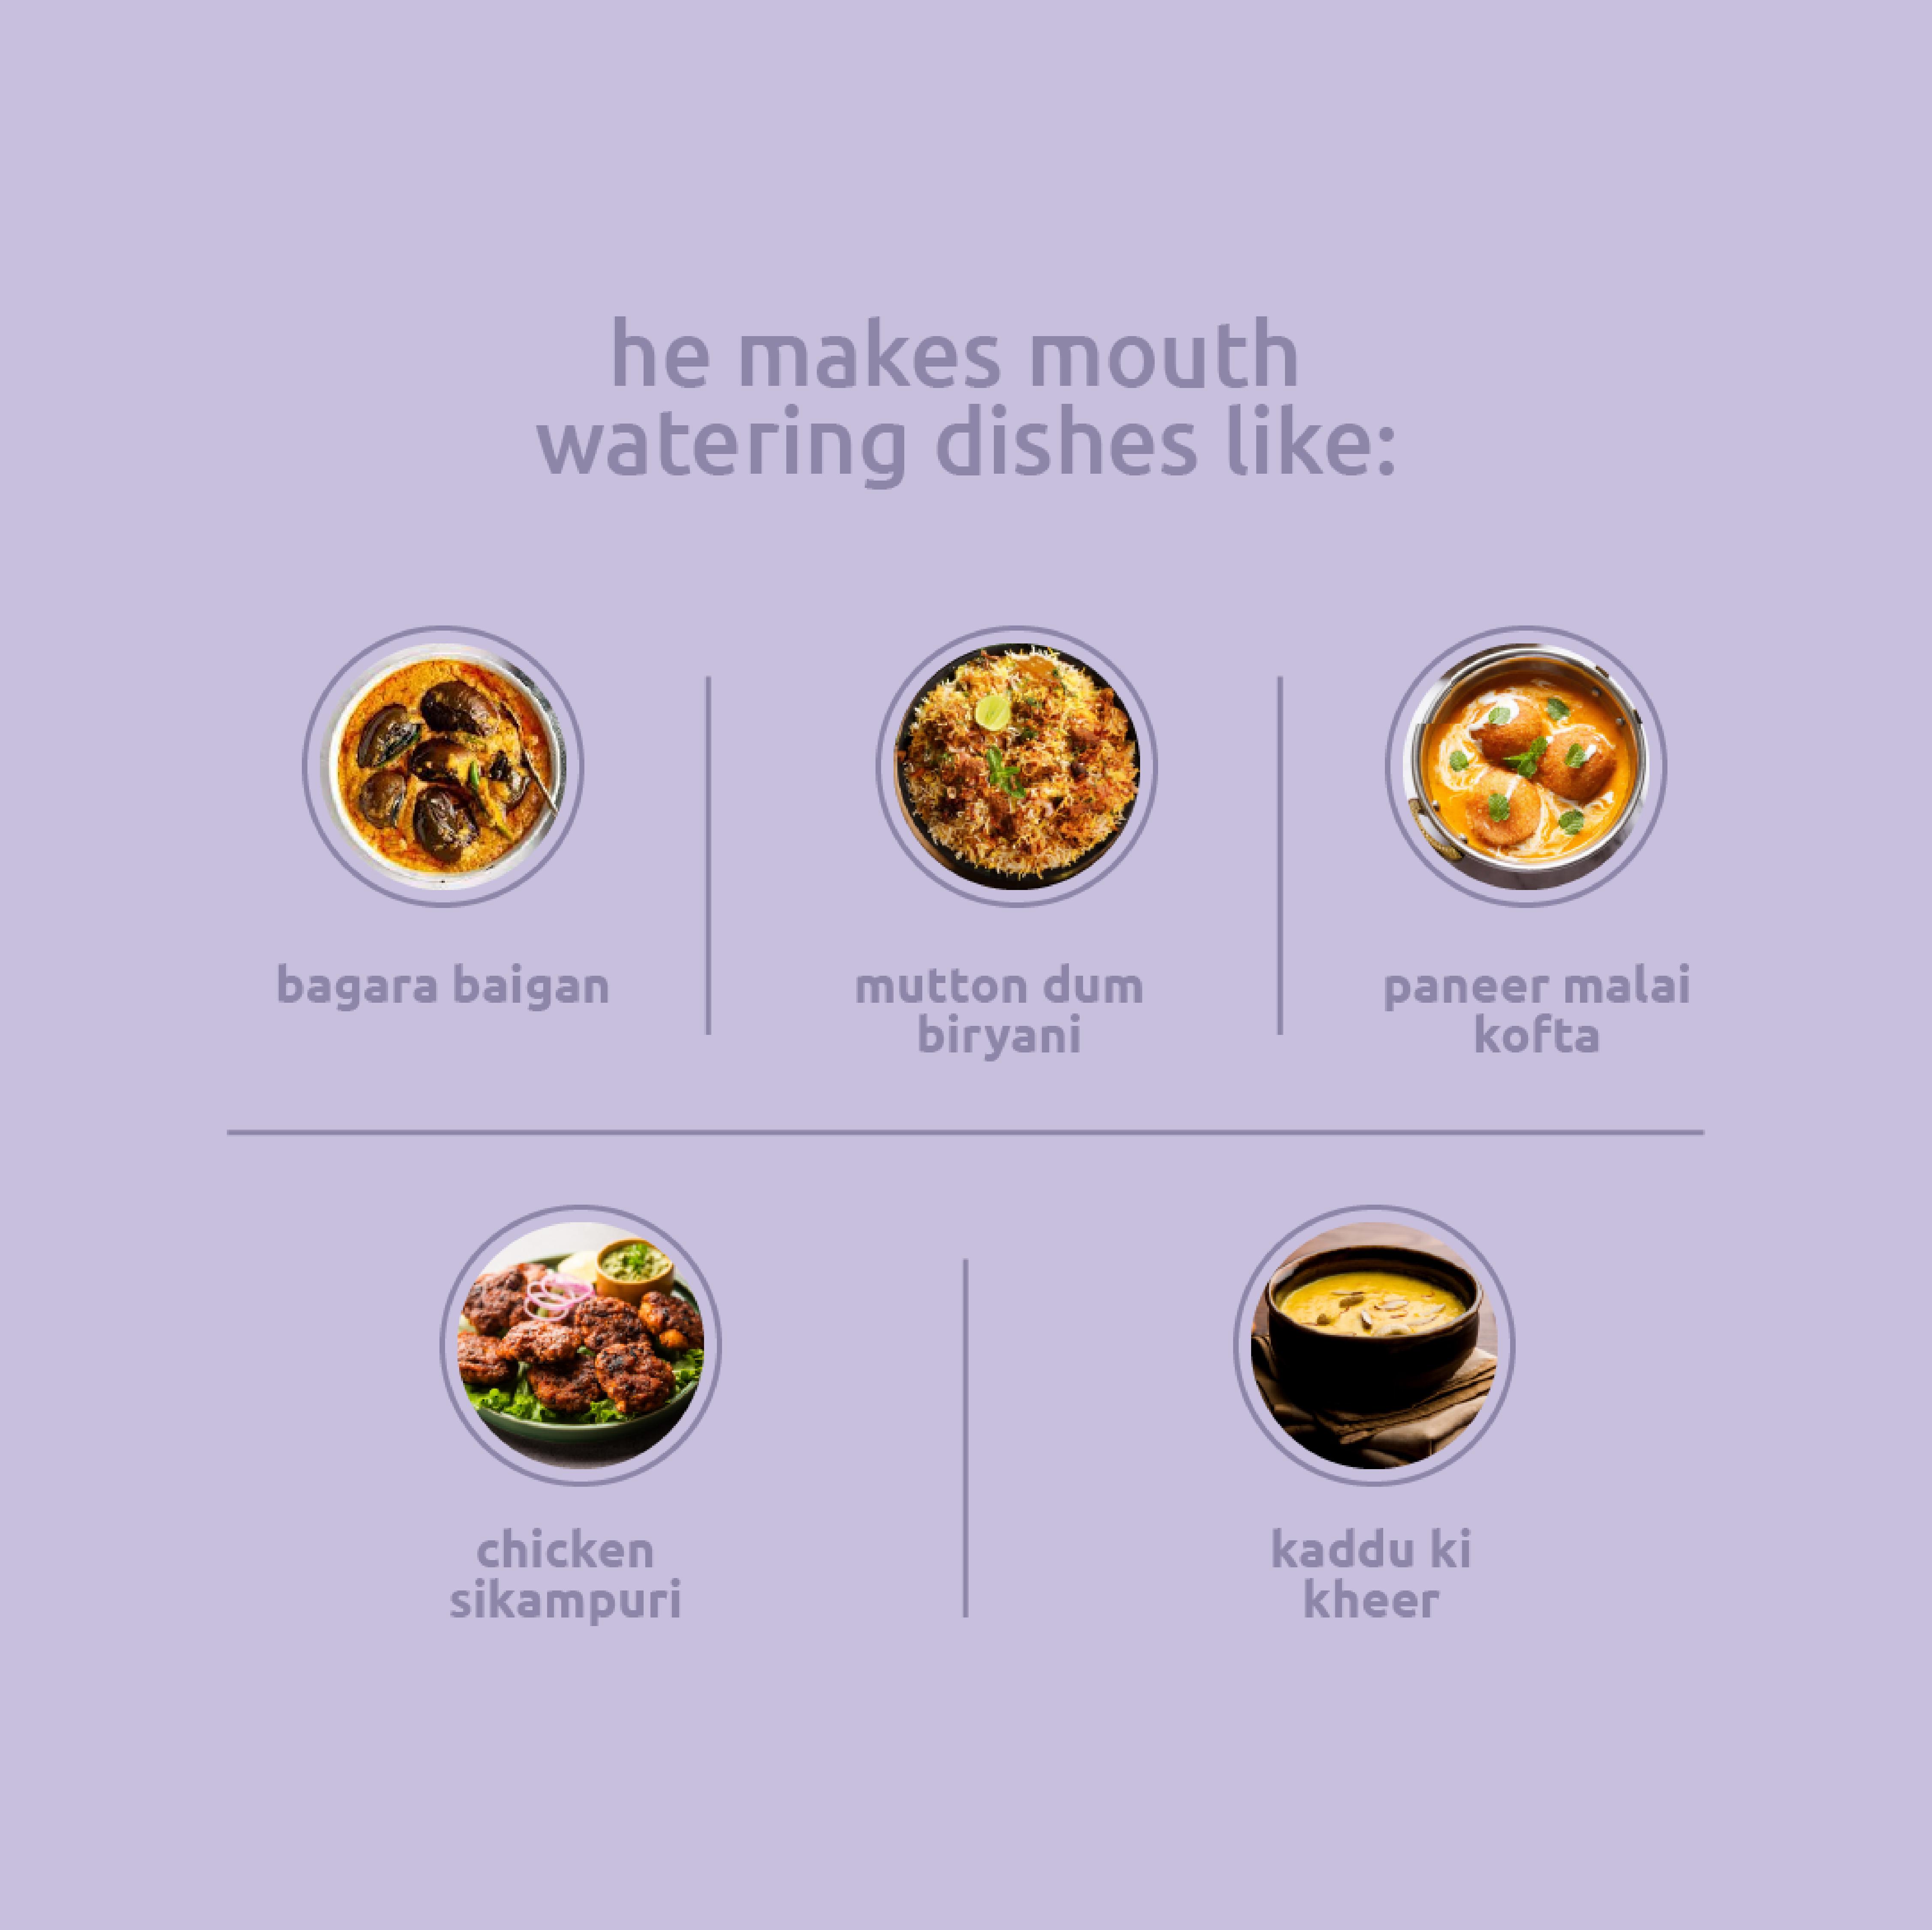 he makes mouth
watering dishes like:
bagara baigan
mutton dum
biryani
paneer malai
kofta
chicken
sikampuri
kaddu ki
kheer